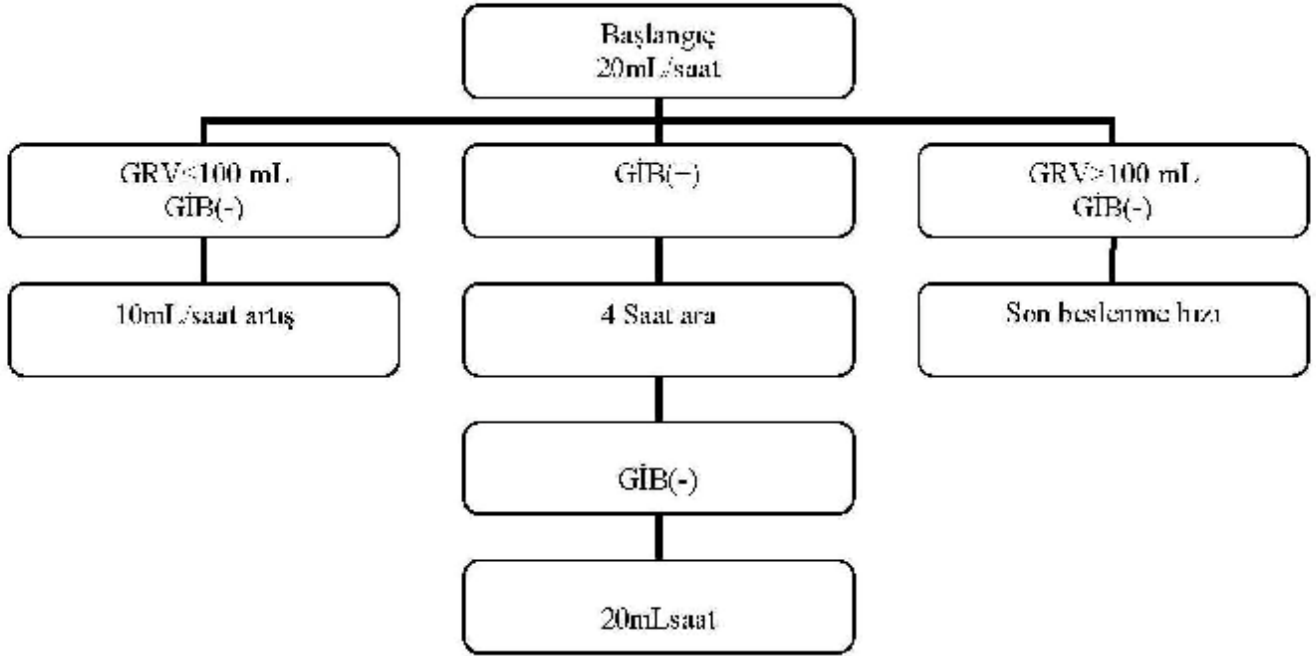 Başlangıç
20mL/saat
GRV<100 mL
GİB(-)
GİB(+)
GRV>100 mL
GİB(-)
10mL/saat artış
4 Saat ara
Son beslenme hızı
GİB(-)
20mLsaat